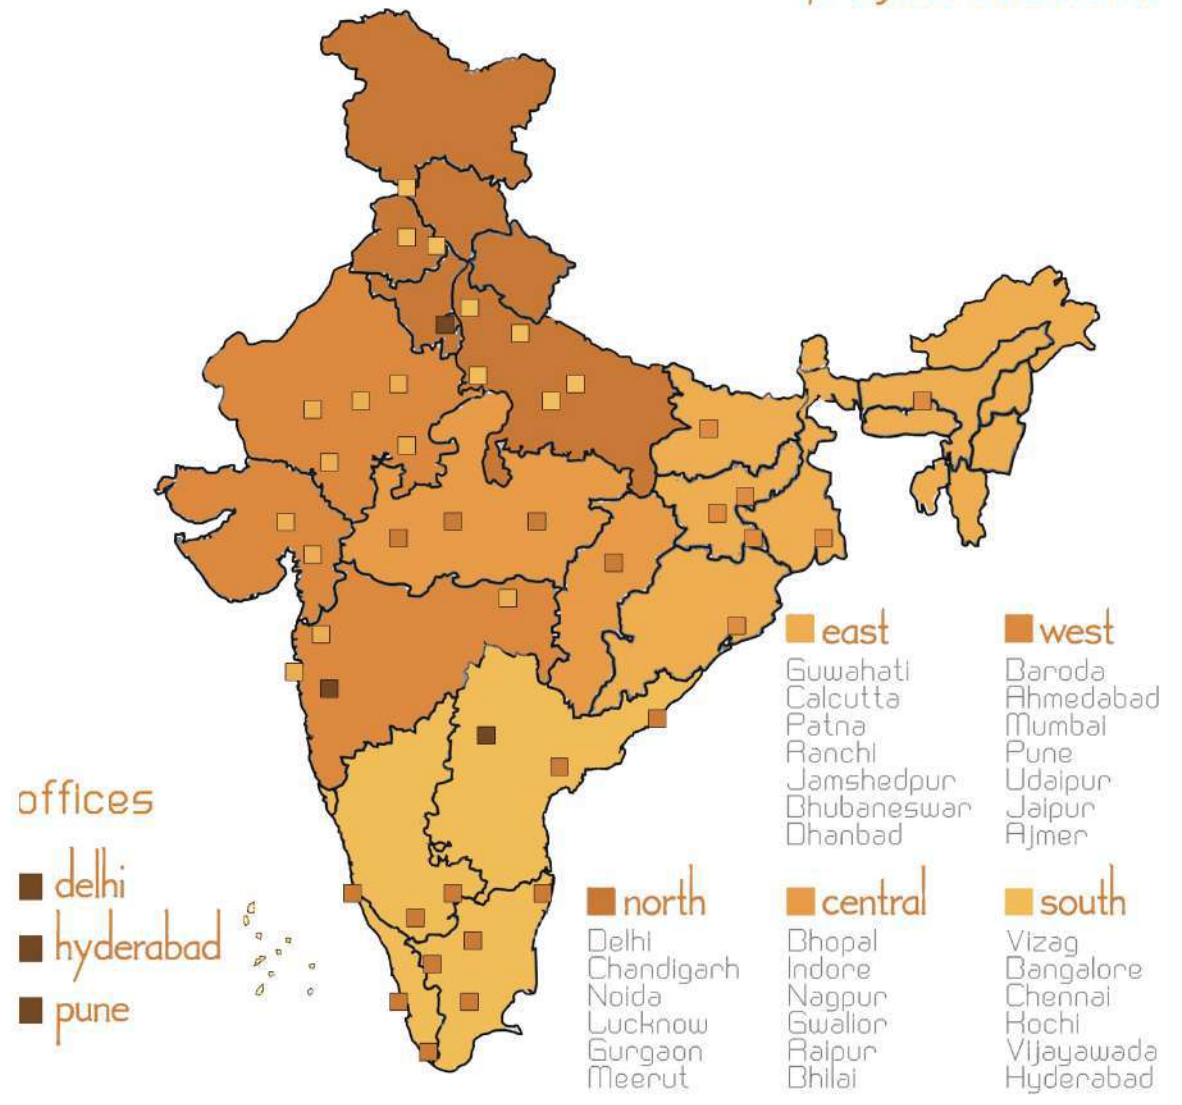 offices
delhi
hyderabad
pune
east
Guwahati
Calcutta
Patna
Ranchi
Jamshedpur
Bhubaneswar
Dhanbad
west
Baroda
Ahmedabad
Mumbai
Pune
Udaipur
Jaipur
Ajmer
north
Delhi
Chandigarh
Noida
Lucknow
Gurgaon
Meerut
central
Bhopal
Indore
Nagpur
Gwalior
Raipur
Bhilai
south
Vizag
Bangalore
Chennai
Kochi
Vijayawada
Hyderabad